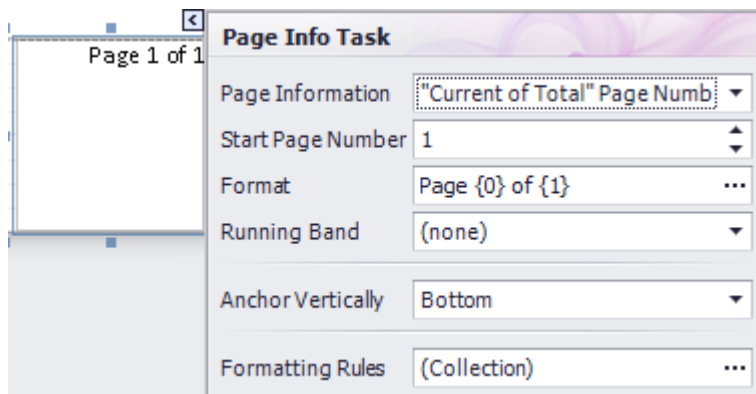 Page Info Task
Page 1 of 1
Page Information "Current of Total" Page Numb
Start Page Number 1
Format Page {0} of {1} ...
Running Band (none)
Anchor Vertically Bottom
Formatting Rules (Collection) ...